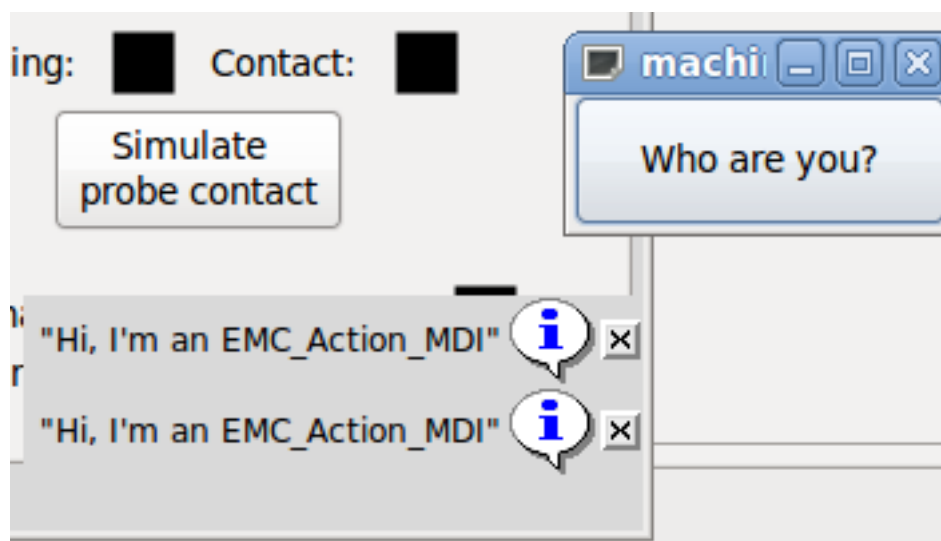 ing: Contact:
machi
Simulate
probe contact
Who are you?
"Hi, I'm an EMC_Action_MDI"
"Hi, I'm an EMC_Action_MDI"